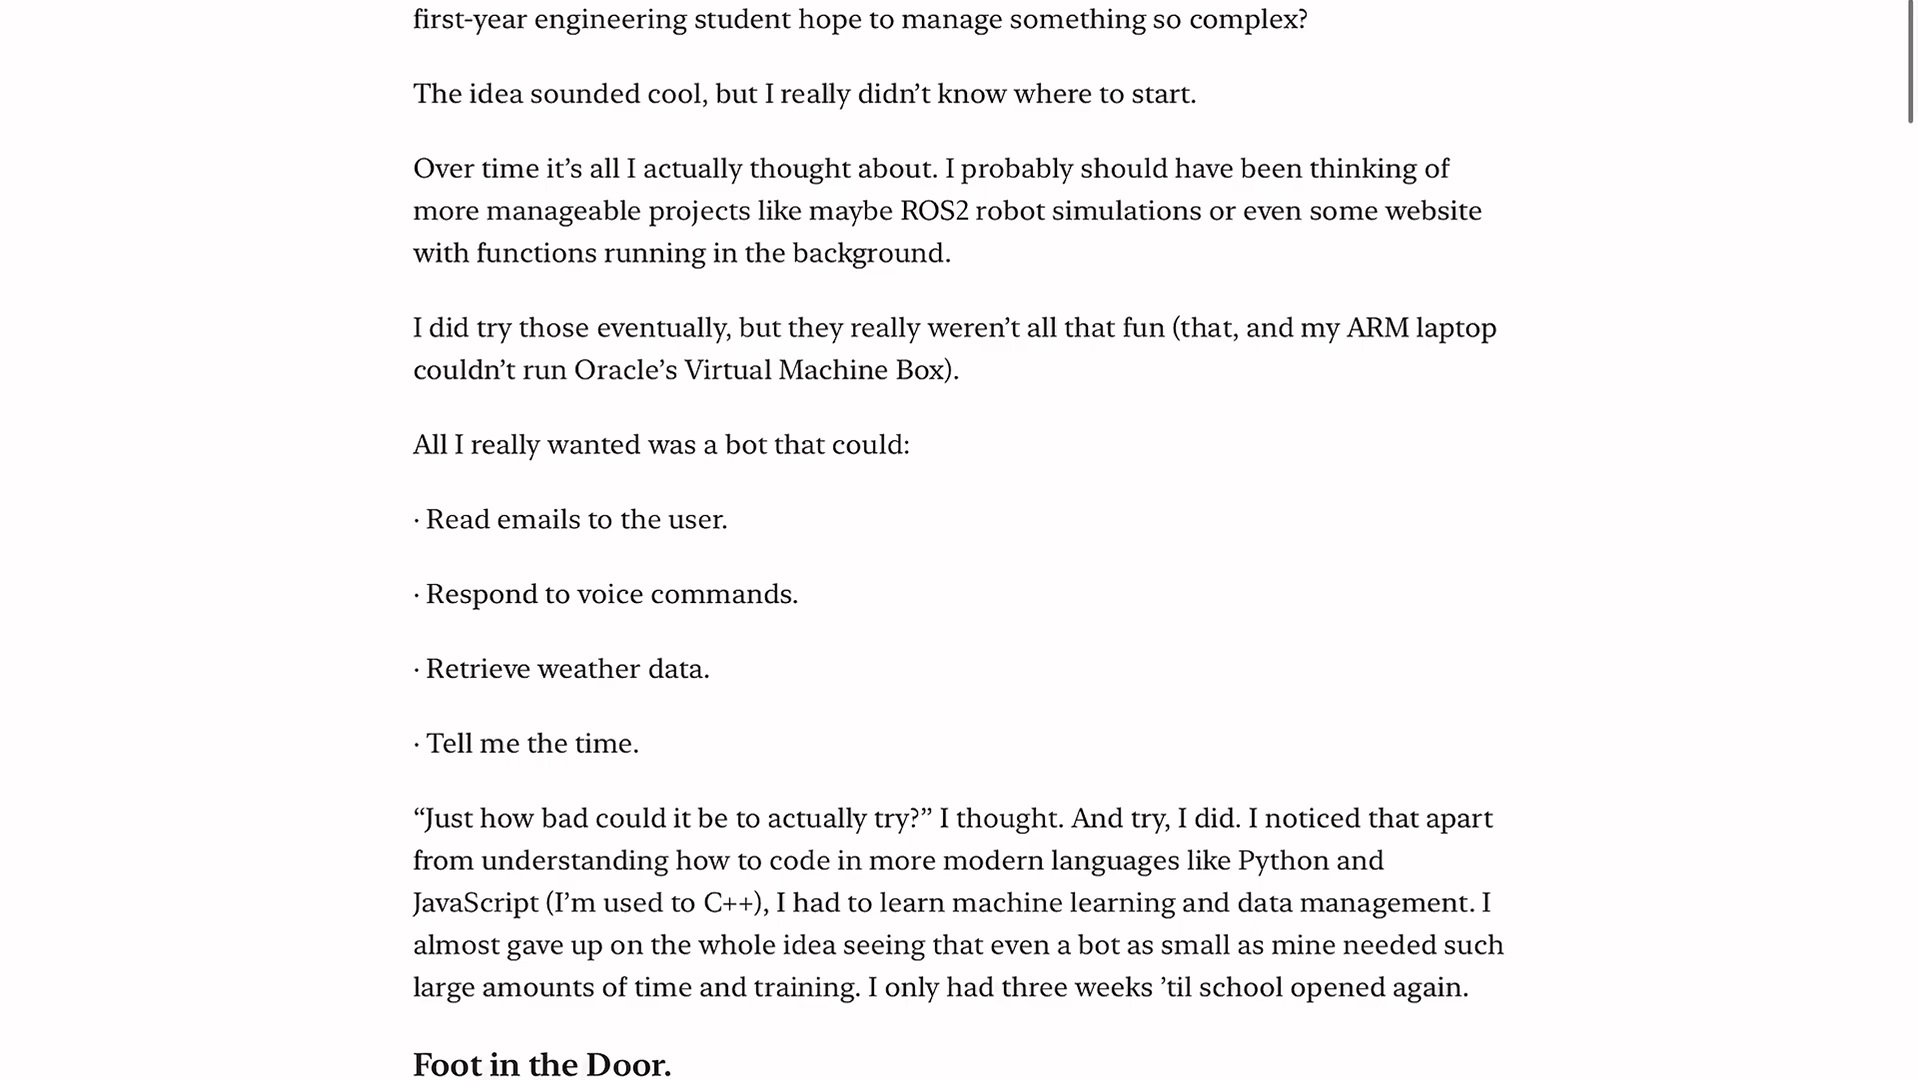 first-year engineering student hope to manage something so complex?
The idea sounded cool, but I really didn’t know where to start.
Over time it’s all I actually thought about. I probably should have been thinking of
more manageable projects like maybe ROS2 robot simulations or even some website
with functions running in the background.
I did try those eventually, but they really weren’t all that fun (that, and my ARM laptop
couldn’t run Oracle’s Virtual Machine Box).
All I really wanted was a bot that could:
· Read emails to the user.
· Respond to voice commands.
· Retrieve weather data.
· Tell me the time.
“Just how bad could it be to actually try?” I thought. And try, I did. I noticed that apart
from understanding how to code in more modern languages like Python and
JavaScript (I’m used to C++), I had to learn machine learning and data management. I
almost gave up on the whole idea seeing that even a bot as small as mine needed such
large amounts of time and training. I only had three weeks ’til school opened again.
Foot in the Door.